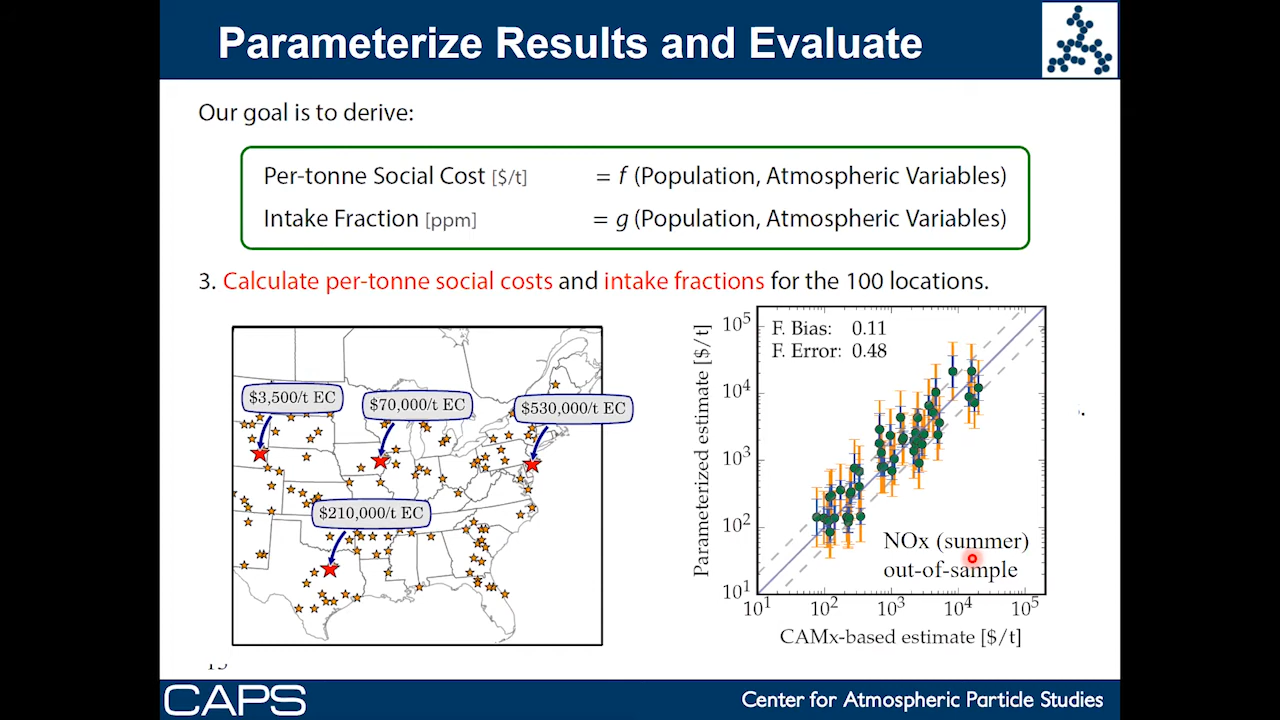 Parameterize Results and Evaluate
Our goal is to derive:
Per-tonne Social Cost [$/t] = f (Population, Atmospheric Variables)
Intake Fraction [ppm] = g (Population, Atmospheric Variables)
3. Calculate per-tonne social costs and intake fractions for the 100 locations.
$3,500/t EC
$70,000/t EC
$530,000/t EC
$210,000/t EC
F. Bias: 0.11
F. Error: 0.48
Parameterized estimate [$/t]
10^5
10^4
10^3
10^2
10^1
NOx (summer)
out-of-sample
10^1 10^2 10^3 10^4 10^5
CAMx-based estimate [$/t]
CAPS
Center for Atmospheric Particle Studies